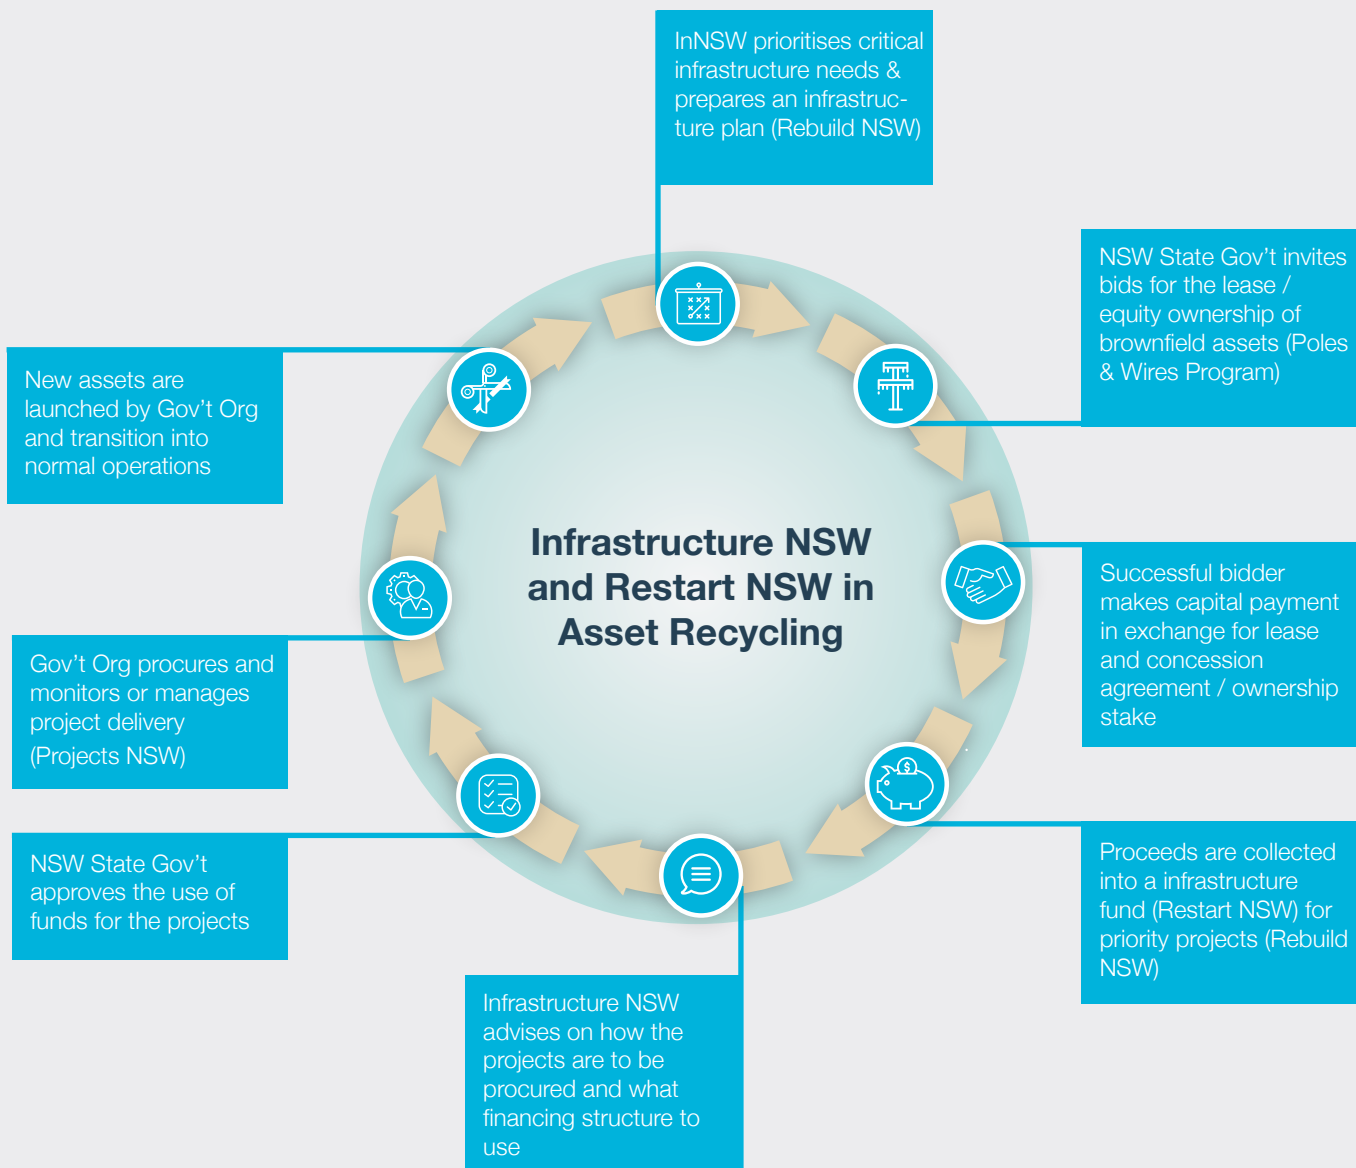 InNSW prioritises critical
infrastructure needs &
prepares an infrastruc-
ture plan (Rebuild NSW)
NSW State Gov’t invites
bids for the lease /
equity ownership of
brownfield assets (Poles
& Wires Program)
Successful bidder
makes capital payment
in exchange for lease
and concession
agreement / ownership
stake
Proceeds are collected
into a infrastructure
fund (Restart NSW) for
priority projects (Rebuild
NSW)
Infrastructure NSW
advises on how the
projects are to be
procured and what
financing structure to
use
NSW State Gov’t
approves the use of
funds for the projects
Gov’t Org procures and
monitors or manages
project delivery
(Projects NSW)
New assets are
launched by Gov’t Org
and transition into
normal operations
Infrastructure NSW
and Restart NSW in
Asset Recycling
$